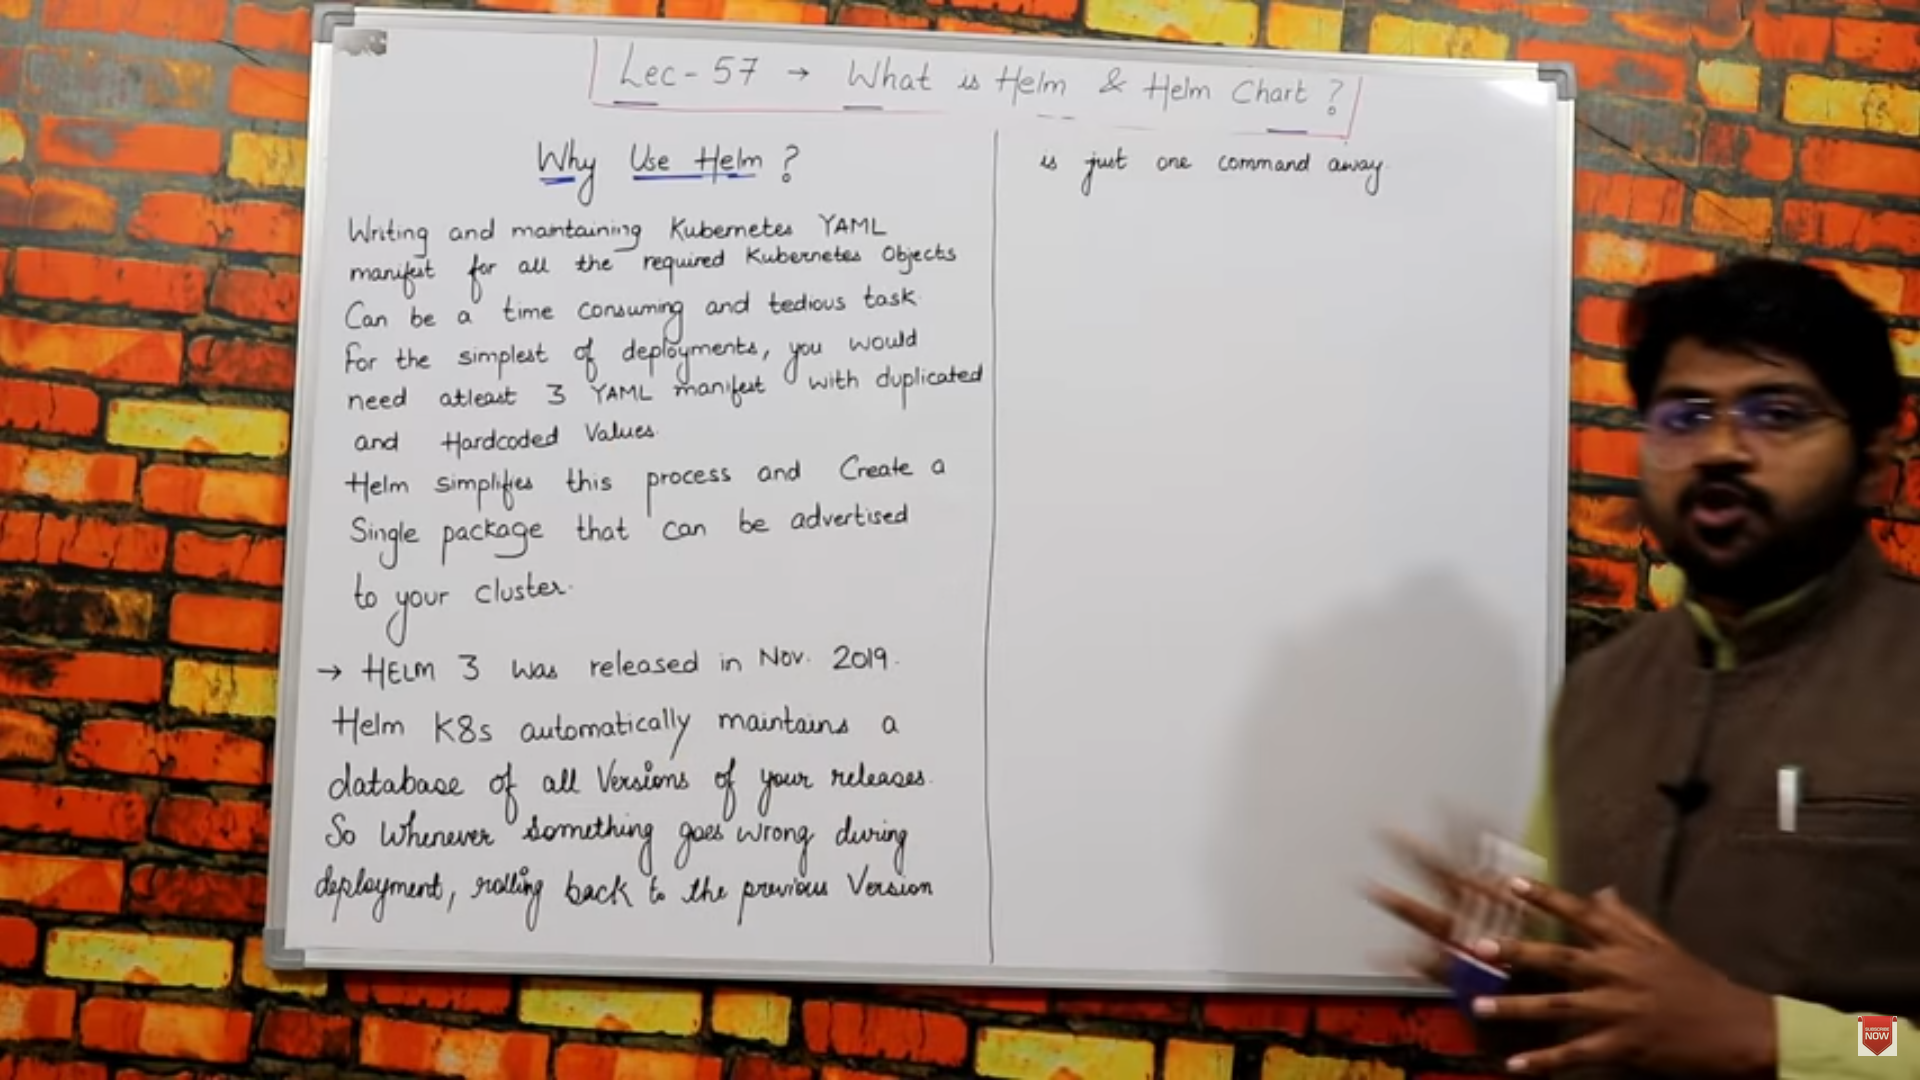 Lec-57 → What is Helm & Helm Chart ?
Why Use Helm ?
Writing and maintaining Kubernetes YAML
manifest for all the required Kubernetes Objects
Can be a time consuming and tedious task.
For the simplest of deployments, you would
need atleast 3 YAML manifest with duplicated
and Hardcoded Values.
Helm simplifies this process and Create a
Single package that can be advertised
to your cluster.
→ HELM 3 was released in Nov. 2019.
Helm K8s automatically maintains a
database of all Versions of your releases.
So Whenever something goes wrong during
deployment, rolling back to the previous Version
is just one command away.
SUBSCRIBE
NOW